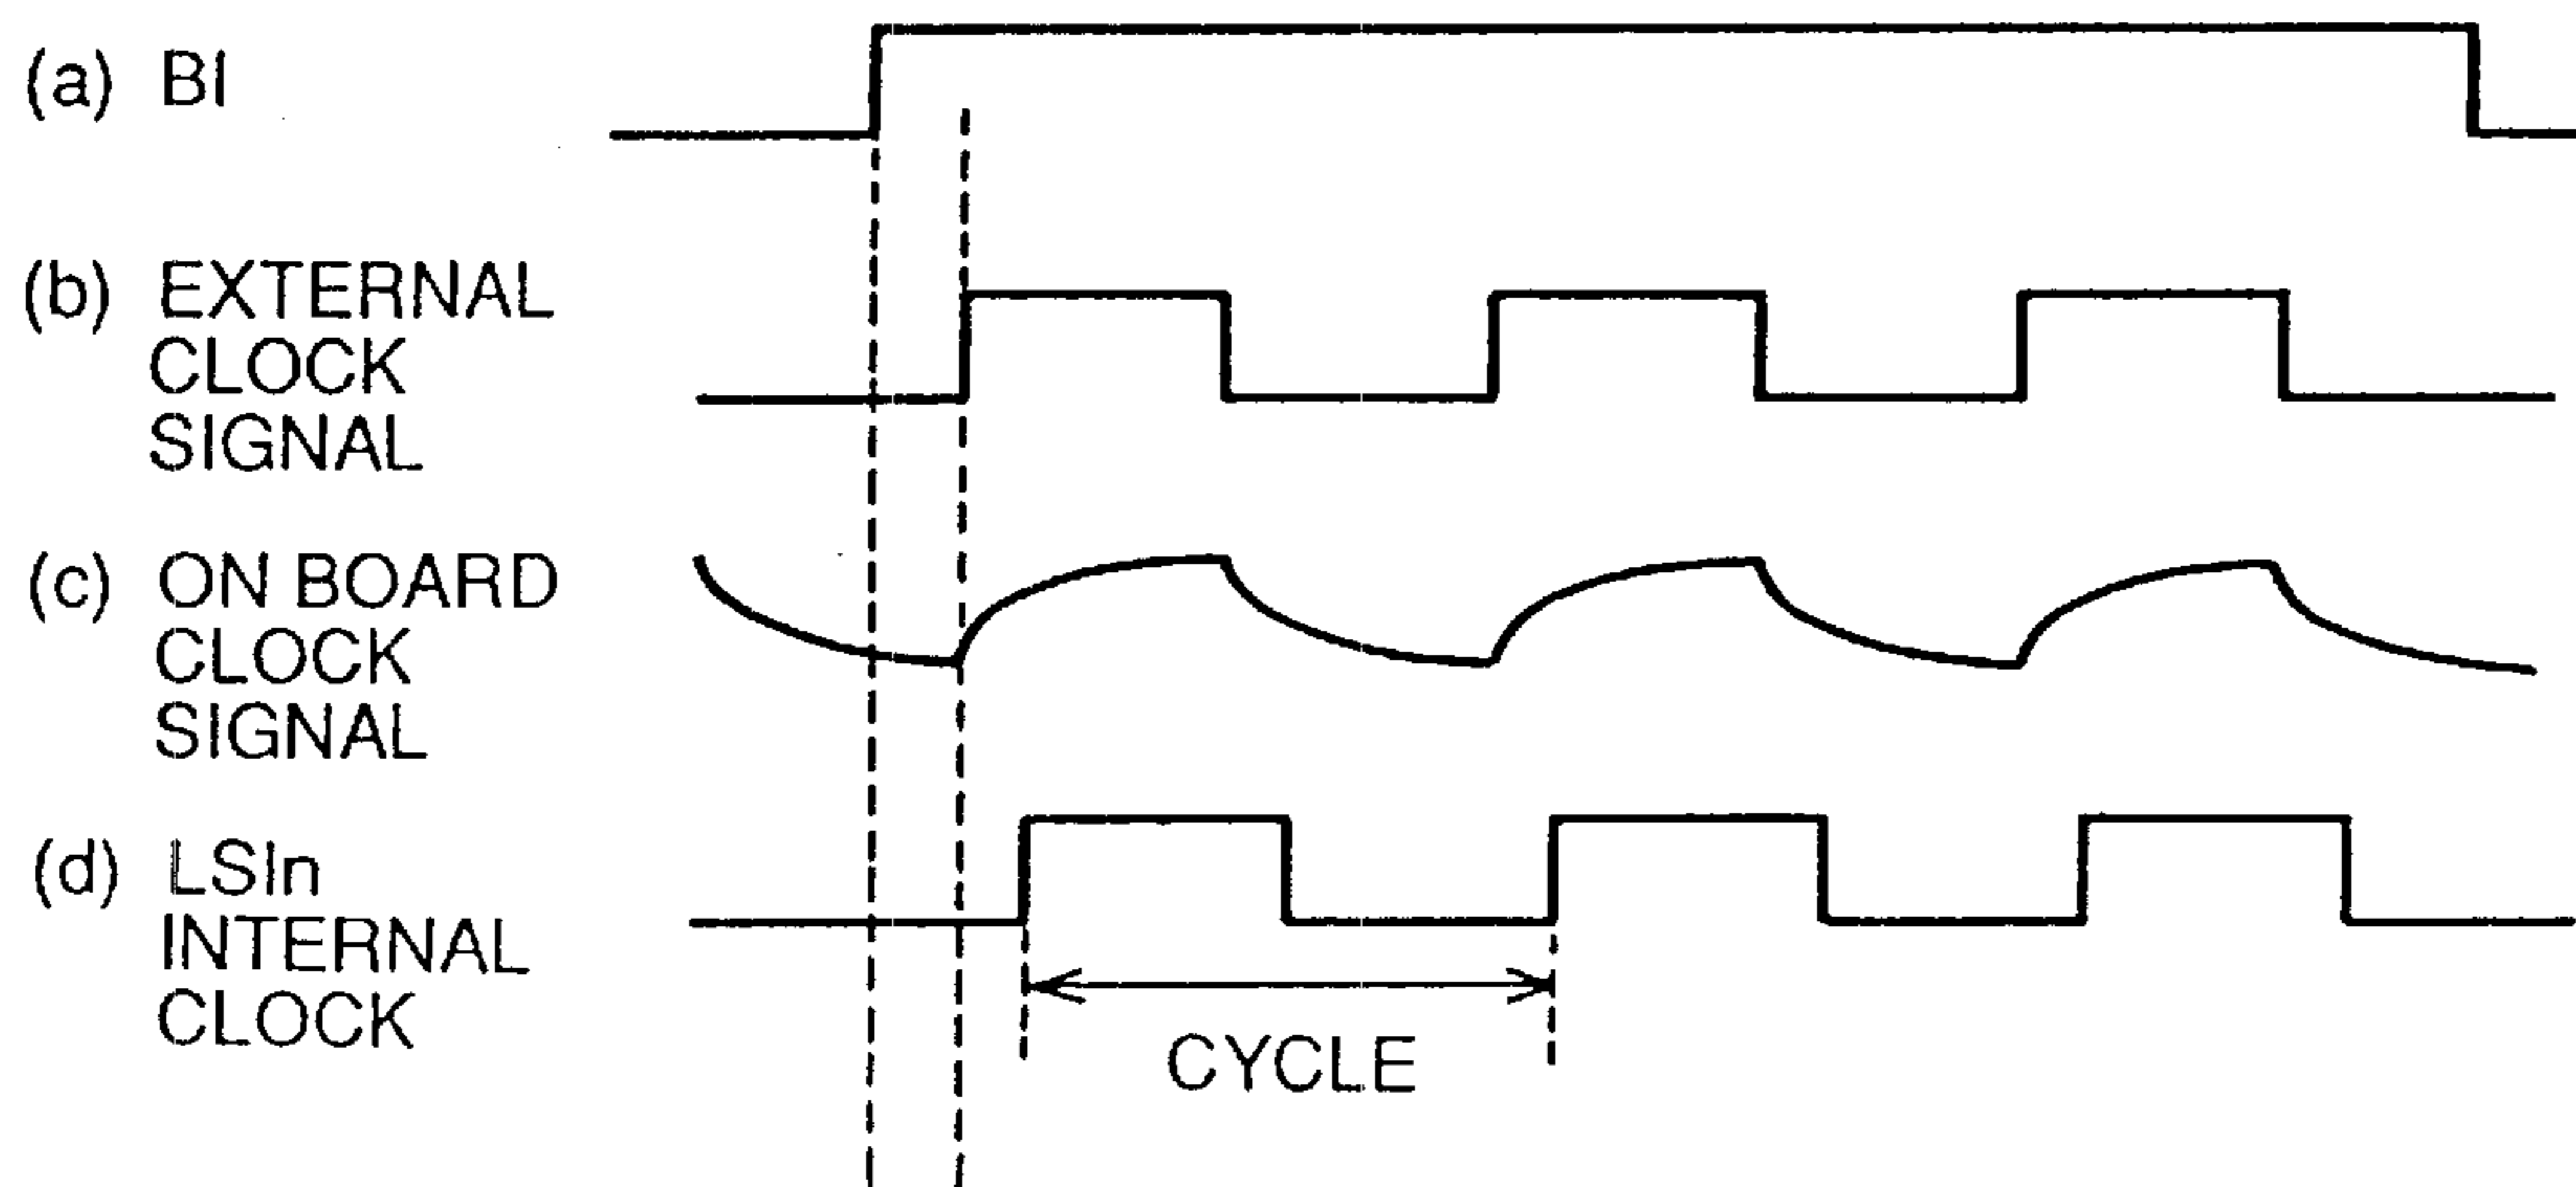 (a) BI
(b) EXTERNAL
CLOCK
SIGNAL
(c) ON BOARD
CLOCK
SIGNAL
(d) LSIn
INTERNAL
CLOCK
CYCLE